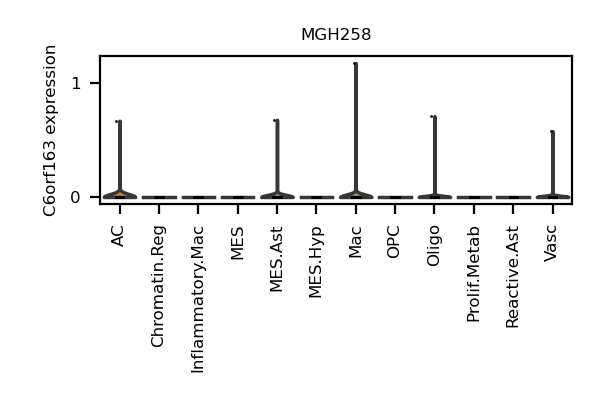 MGH258
C6orf163 expression
1
0
AC
Chromatin.Reg
Inflammatory.Mac
MES
MES.Ast
MES.Hyp
Mac
OPC
Oligo
Prolif.Metab
Reactive.Ast
Vasc